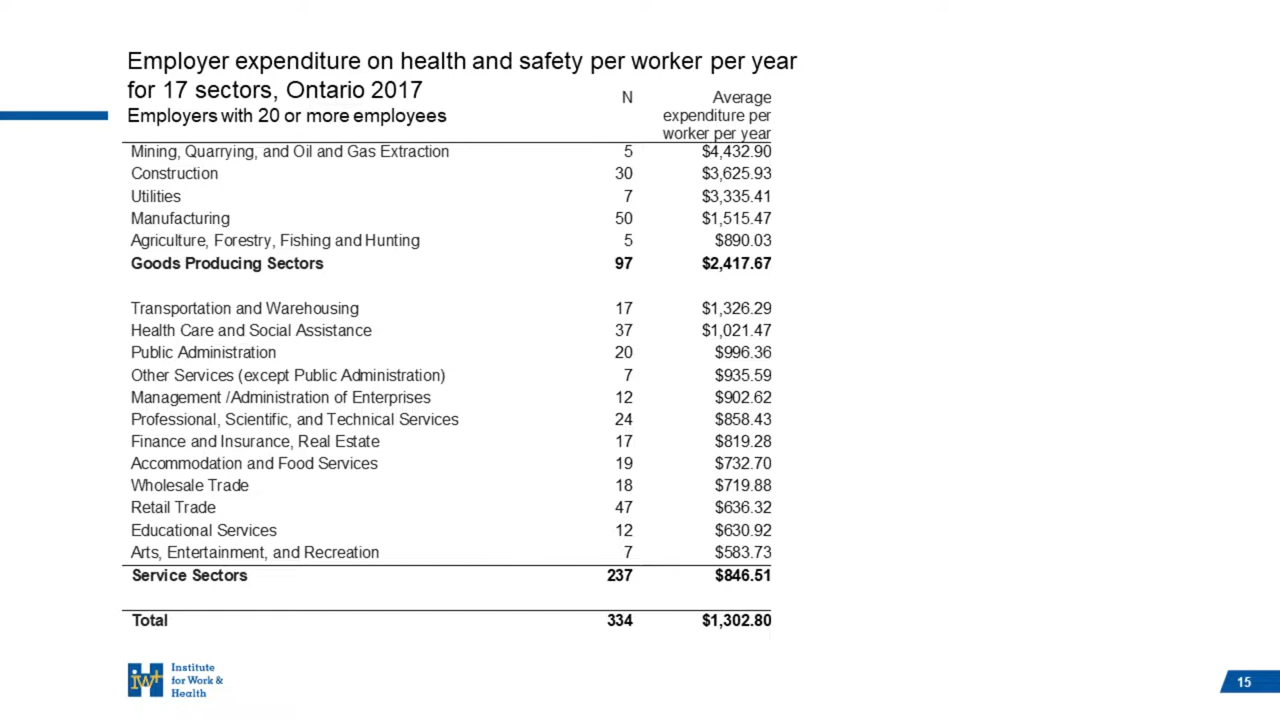 Employer expenditure on health and safety per worker per year
for 17 sectors, Ontario 2017
Employers with 20 or more employees
N Average
expenditure per
worker per year
Mining, Quarrying, and Oil and Gas Extraction 5 $4,432.90
Construction 30 $3,625.93
Utilities 7 $3,335.41
Manufacturing 50 $1,515.47
Agriculture, Forestry, Fishing and Hunting 5 $890.03
Goods Producing Sectors 97 $2,417.67
Transportation and Warehousing 17 $1,326.29
Health Care and Social Assistance 37 $1,021.47
Public Administration 20 $996.36
Other Services (except Public Administration) 7 $935.59
Management /Administration of Enterprises 12 $902.62
Professional, Scientific, and Technical Services 24 $858.43
Finance and Insurance, Real Estate 17 $819.28
Accommodation and Food Services 19 $732.70
Wholesale Trade 18 $719.88
Retail Trade 47 $636.32
Educational Services 12 $630.92
Arts, Entertainment, and Recreation 7 $583.73
Service Sectors 237 $846.51
Total 334 $1,302.80
iw+
Institute
for Work &
Health
15